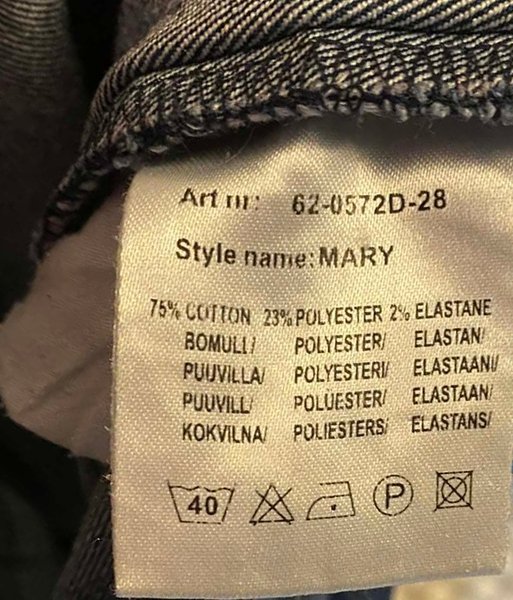 Art nr: 62-0572D-28
Style name: MARY
75% COTTON 23% POLYESTER 2% ELASTANE
BOMULL/ POLYESTER/ ELASTAN/
PUUVILLA/ POLYESTERI/ ELASTAANI/
PUUVILL/ POLUESTER/ ELASTAAN/
KOKVILNA/ POLIESTERS/ ELASTANS/
40 P